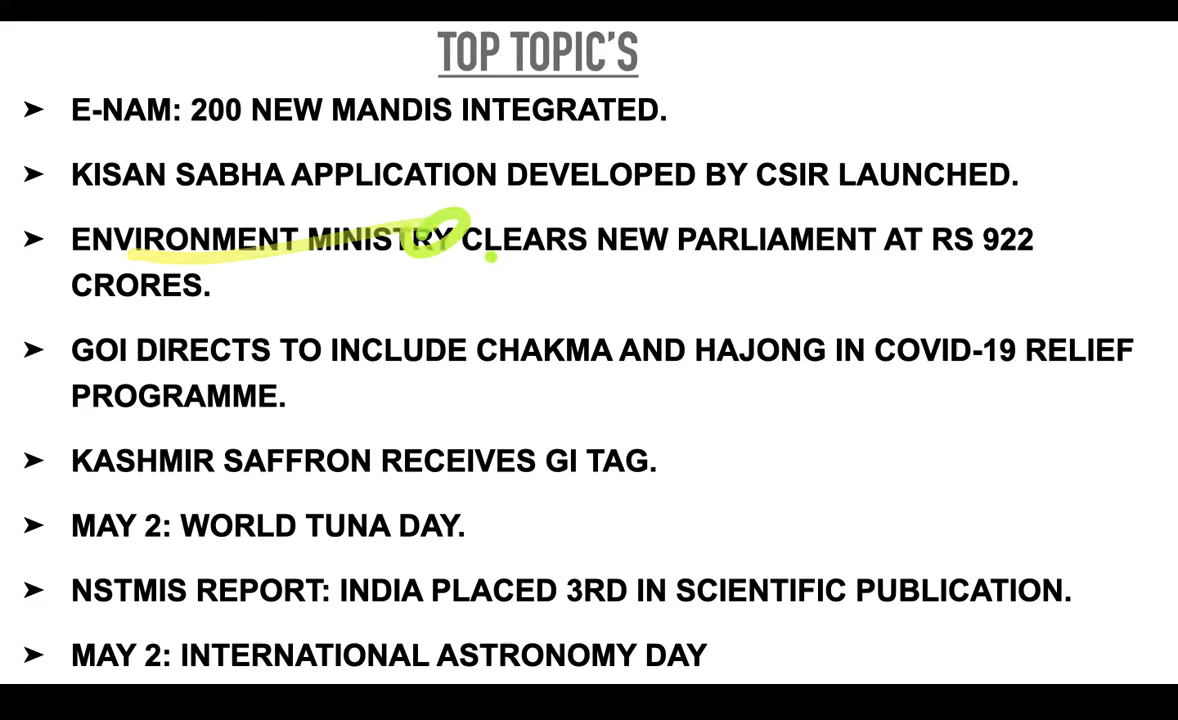 TOP TOPIC'S
➤ E-NAM: 200 NEW MANDIS INTEGRATED.
➤ KISAN SABHA APPLICATION DEVELOPED BY CSIR LAUNCHED.
➤ ENVIRONMENT MINISTRY CLEARS NEW PARLIAMENT AT RS 922
CRORES.
➤ GOI DIRECTS TO INCLUDE CHAKMA AND HAJONG IN COVID-19 RELIEF
PROGRAMME.
➤ KASHMIR SAFFRON RECEIVES GI TAG.
➤ MAY 2: WORLD TUNA DAY.
➤ NSTMIS REPORT: INDIA PLACED 3RD IN SCIENTIFIC PUBLICATION.
➤ MAY 2: INTERNATIONAL ASTRONOMY DAY